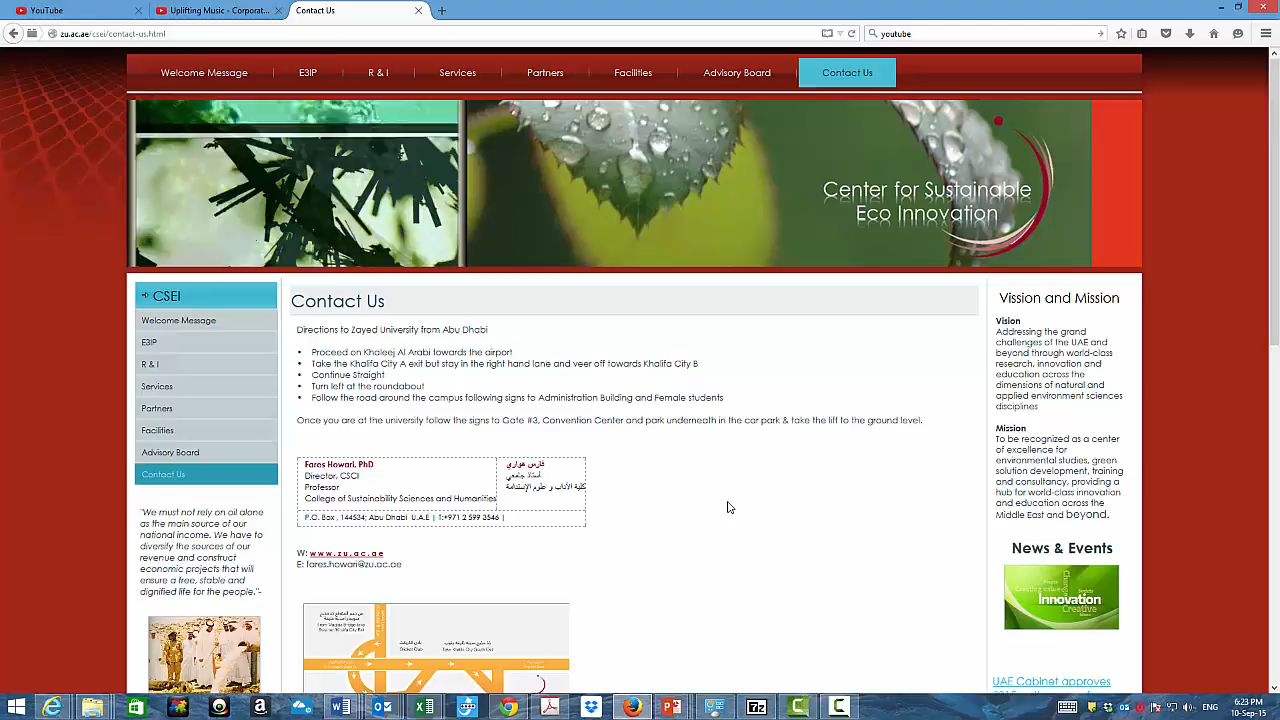 YouTube
Uplifting Music - Corporat...
Contact Us
zu.ac.ae/csei/contact-us.html
youtube
Welcome Message
E3IP
R & I
Services
Partners
Facilities
Advisory Board
Contact Us
Center for Sustainable
Eco Innovation
CSEI
Welcome Message
E3IP
R & I
Services
Partners
Facilities
Advisory Board
Contact Us
"We must not rely on oil alone
as the main source of our
national income. We have to
diversify the sources of our
revenue and construct
economic projects that will
ensure a free, stable and
dignified life for the people."-
Contact Us
Directions to Zayed University from Abu Dhabi
• Proceed on Khaleej Al Arabi towards the airport
• Take the Khalifa City A exit but stay in the right hand lane and veer off towards Khalifa City B
• Continue Straight
• Turn left at the roundabout
• Follow the road around the campus following signs to Administration Building and Female students
Once you are at the university follow the signs to Gate #3, Convention Center and park underneath in the car park & take the lift to the ground level.
Fares Howari, PhD
Director, CSCI
Professor
College of Sustainability Sciences and Humanities
فارس هواري
أستاذ جامعي
كلية الآداب و علوم الإستدامة
P.O. Box , 144534; Abu Dhabi U.A.E | T:+971 2 599 3546 |
W: www.zu.ac.ae
E: fares.howari@zu.ac.ae
Cricket Club
Vission and Mission
Vision
Addressing the grand
challenges of the UAE and
beyond through world-class
research, innovation and
education across the
dimensions of natural and
applied environment sciences
disciplines
Mission
To be recognized as a center
of excellence for
environmental studies, green
solution development, training
and consultancy, providing a
hub for world-class innovation
and education across the
Middle East and beyond.
News & Events
Innovation
Creative
UAE Cabinet approves
ENG
6:23 PM
10-Sep-15